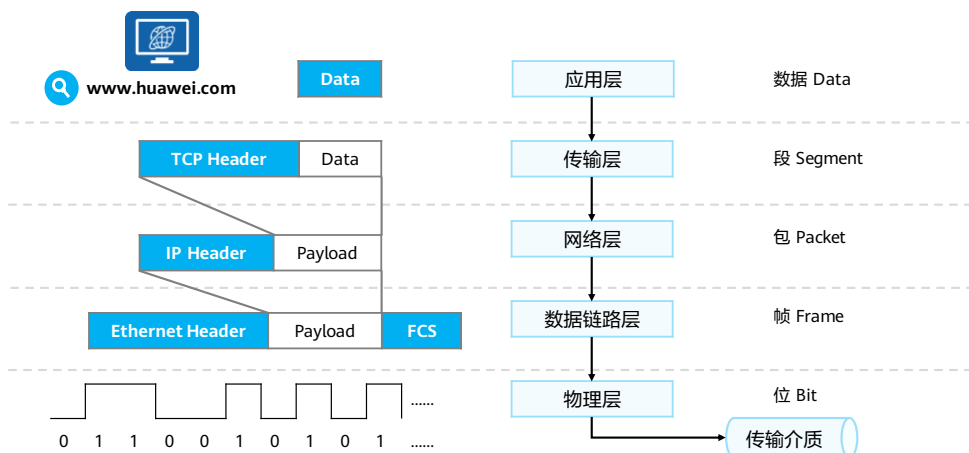 www.huawei.com Data 应用层 数据 Data
TCP Header Data 传输层 段 Segment
IP Header Payload 网络层 包 Packet
Ethernet Header Payload FCS 数据链路层 帧 Frame
...... 物理层 位 Bit
0 1 1 0 0 1 0 1 0 1 ...... 传输介质